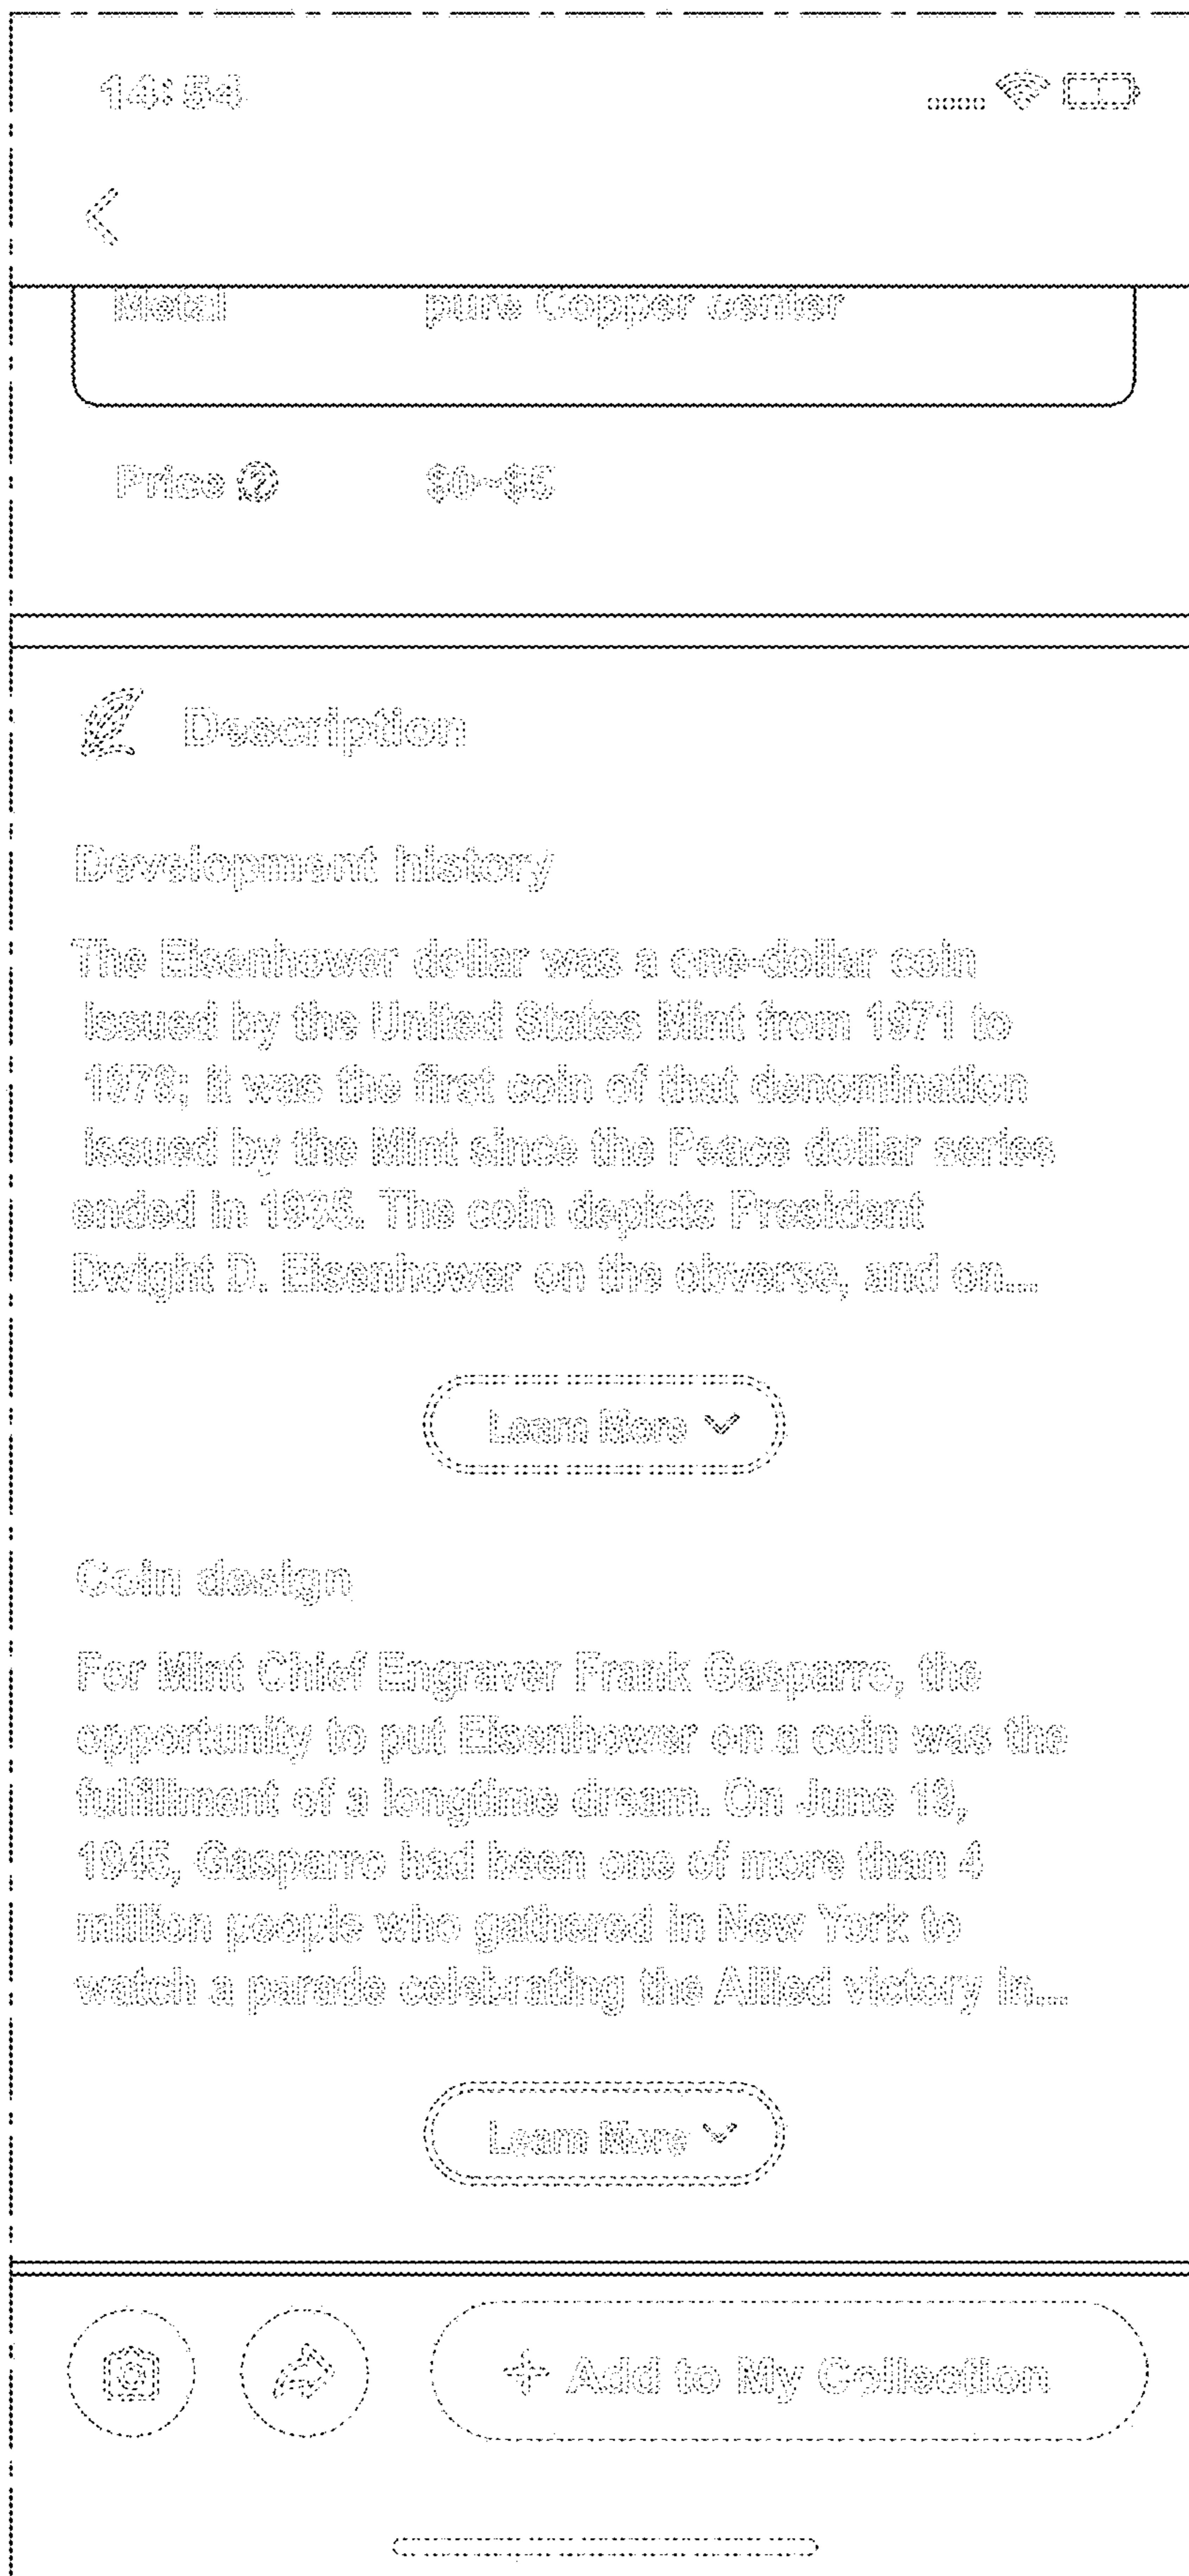 14:54
Metal pure Copper center
Price ? $0~$5
Description
Development history
The Eisenhower dollar was a one-dollar coin
issued by the United States Mint from 1971 to
1978; it was the first coin of that denomination
issued by the Mint since the Peace dollar series
ended in 1935. The coin depicts President
Dwight D. Eisenhower on the obverse, and on...
Learn More
Coin design
For Mint Chief Engraver Frank Gasparro, the
opportunity to put Eisenhower on a coin was the
fulfillment of a longtime dream. On June 19,
1945, Gasparro had been one of more than 4
million people who gathered in New York to
watch a parade celebrating the Allied victory in...
Learn More
+ Add to My Collection